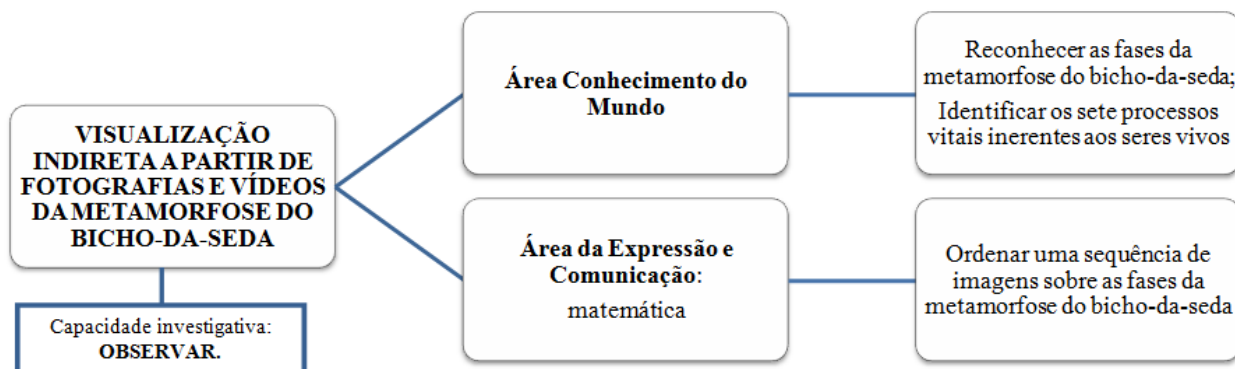 VISUALIZAÇÃO
INDIRETA A PARTIR DE
FOTOGRAFIAS E VÍDEOS
DA METAMORFOSE DO
BICHO-DA-SEDA
Capacidade investigativa:
OBSERVAR.
Área Conhecimento do
Mundo
Reconhecer as fases da
metamorfose do bicho-da-seda;
Identificar os sete processos
vitais inerentes aos seres vivos
Área da Expressão e
Comunicação:
matemática
Ordenar uma sequência de
imagens sobre as fases da
metamorfose do bicho-da-seda